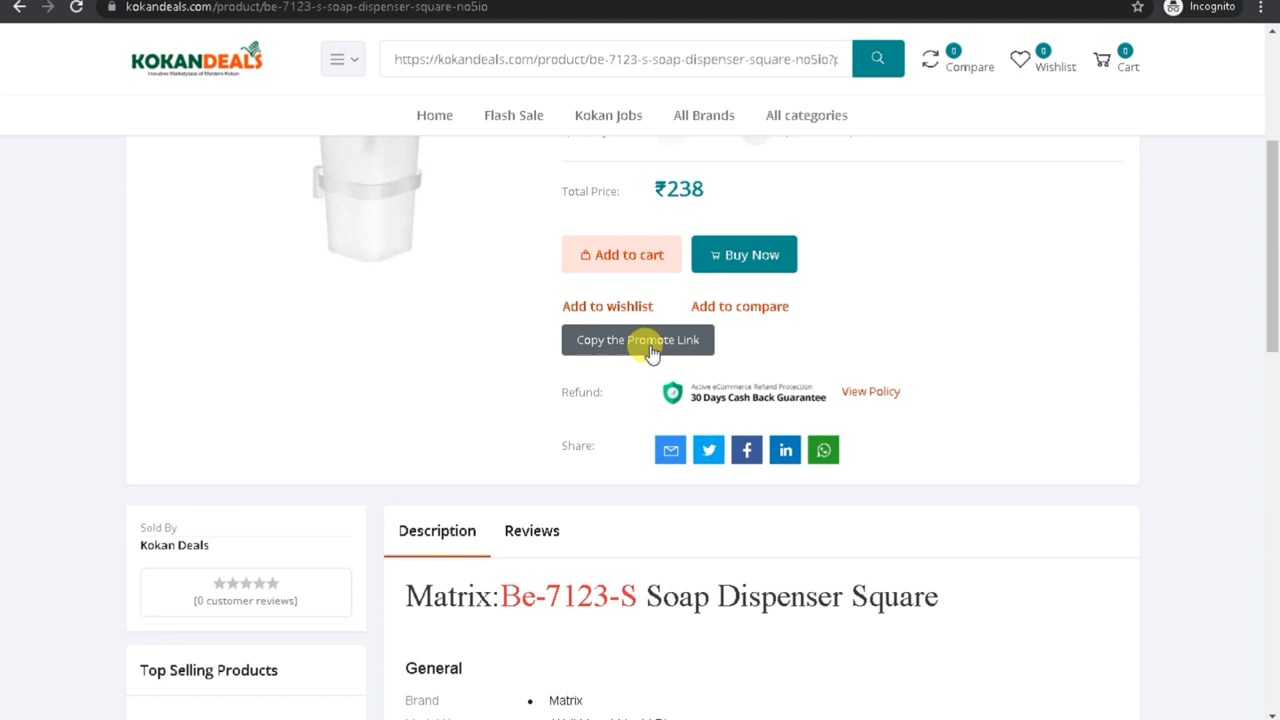 kokandeals.com/product/be-7123-s-soap-dispenser-square-no5io
Incognito
KOKANDEALS
Inovative Marketplace of Modern Kokan
https://kokandeals.com/product/be-7123-s-soap-dispenser-square-no5io?p
0
Compare
0
Wishlist
0
Cart
Home Flash Sale Kokan Jobs All Brands All categories
Total Price: ₹238
Add to cart Buy Now
Add to wishlist Add to compare
Copy the Promote Link
Refund: Active eCommerce Refund Protection
30 Days Cash Back Guarantee View Policy
Share:
Sold By
Kokan Deals
[0 customer reviews]
Top Selling Products
Description Reviews
Matrix:Be-7123-S Soap Dispenser Square
General
Brand • Matrix